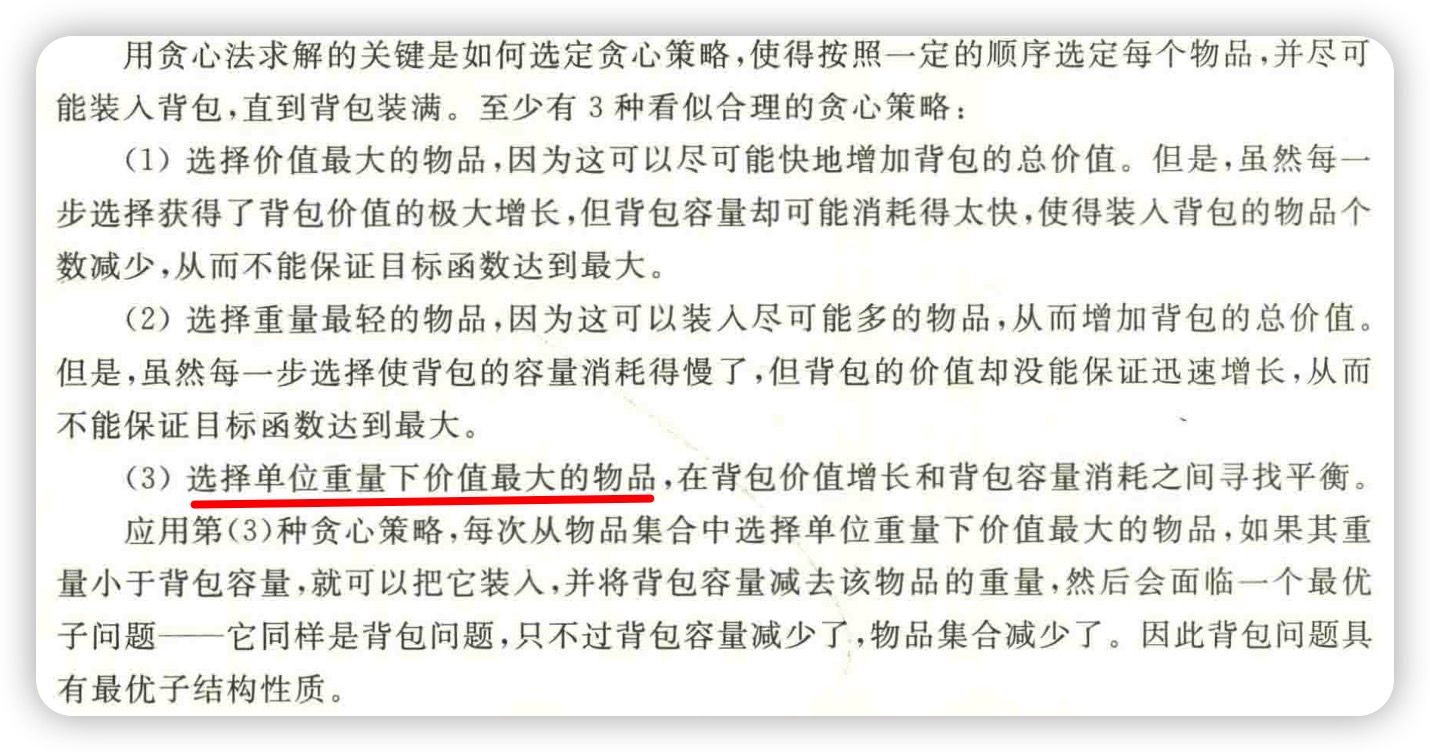 用贪心法求解的关键是如何选定贪心策略,使得按照一定的顺序选定每个物品,并尽可
能装入背包,直到背包装满。至少有 3 种看似合理的贪心策略:
(1) 选择价值最大的物品,因为这可以尽可能快地增加背包的总价值。但是,虽然每一
步选择获得了背包价值的极大增长,但背包容量却可能消耗得太快,使得装入背包的物品个
数减少,从而不能保证目标函数达到最大。
(2) 选择重量最轻的物品,因为这可以装入尽可能多的物品,从而增加背包的总价值。
但是,虽然每一步选择使背包的容量消耗得慢了,但背包的价值却没能保证迅速增长,从而
不能保证目标函数达到最大。
(3) 选择单位重量下价值最大的物品,在背包价值增长和背包容量消耗之间寻找平衡。
应用第(3)种贪心策略,每次从物品集合中选择单位重量下价值最大的物品,如果其重
量小于背包容量,就可以把它装入,并将背包容量减去该物品的重量,然后会面临一个最优
子问题——它同样是背包问题,只不过背包容量减少了,物品集合减少了。因此背包问题具
有最优子结构性质。